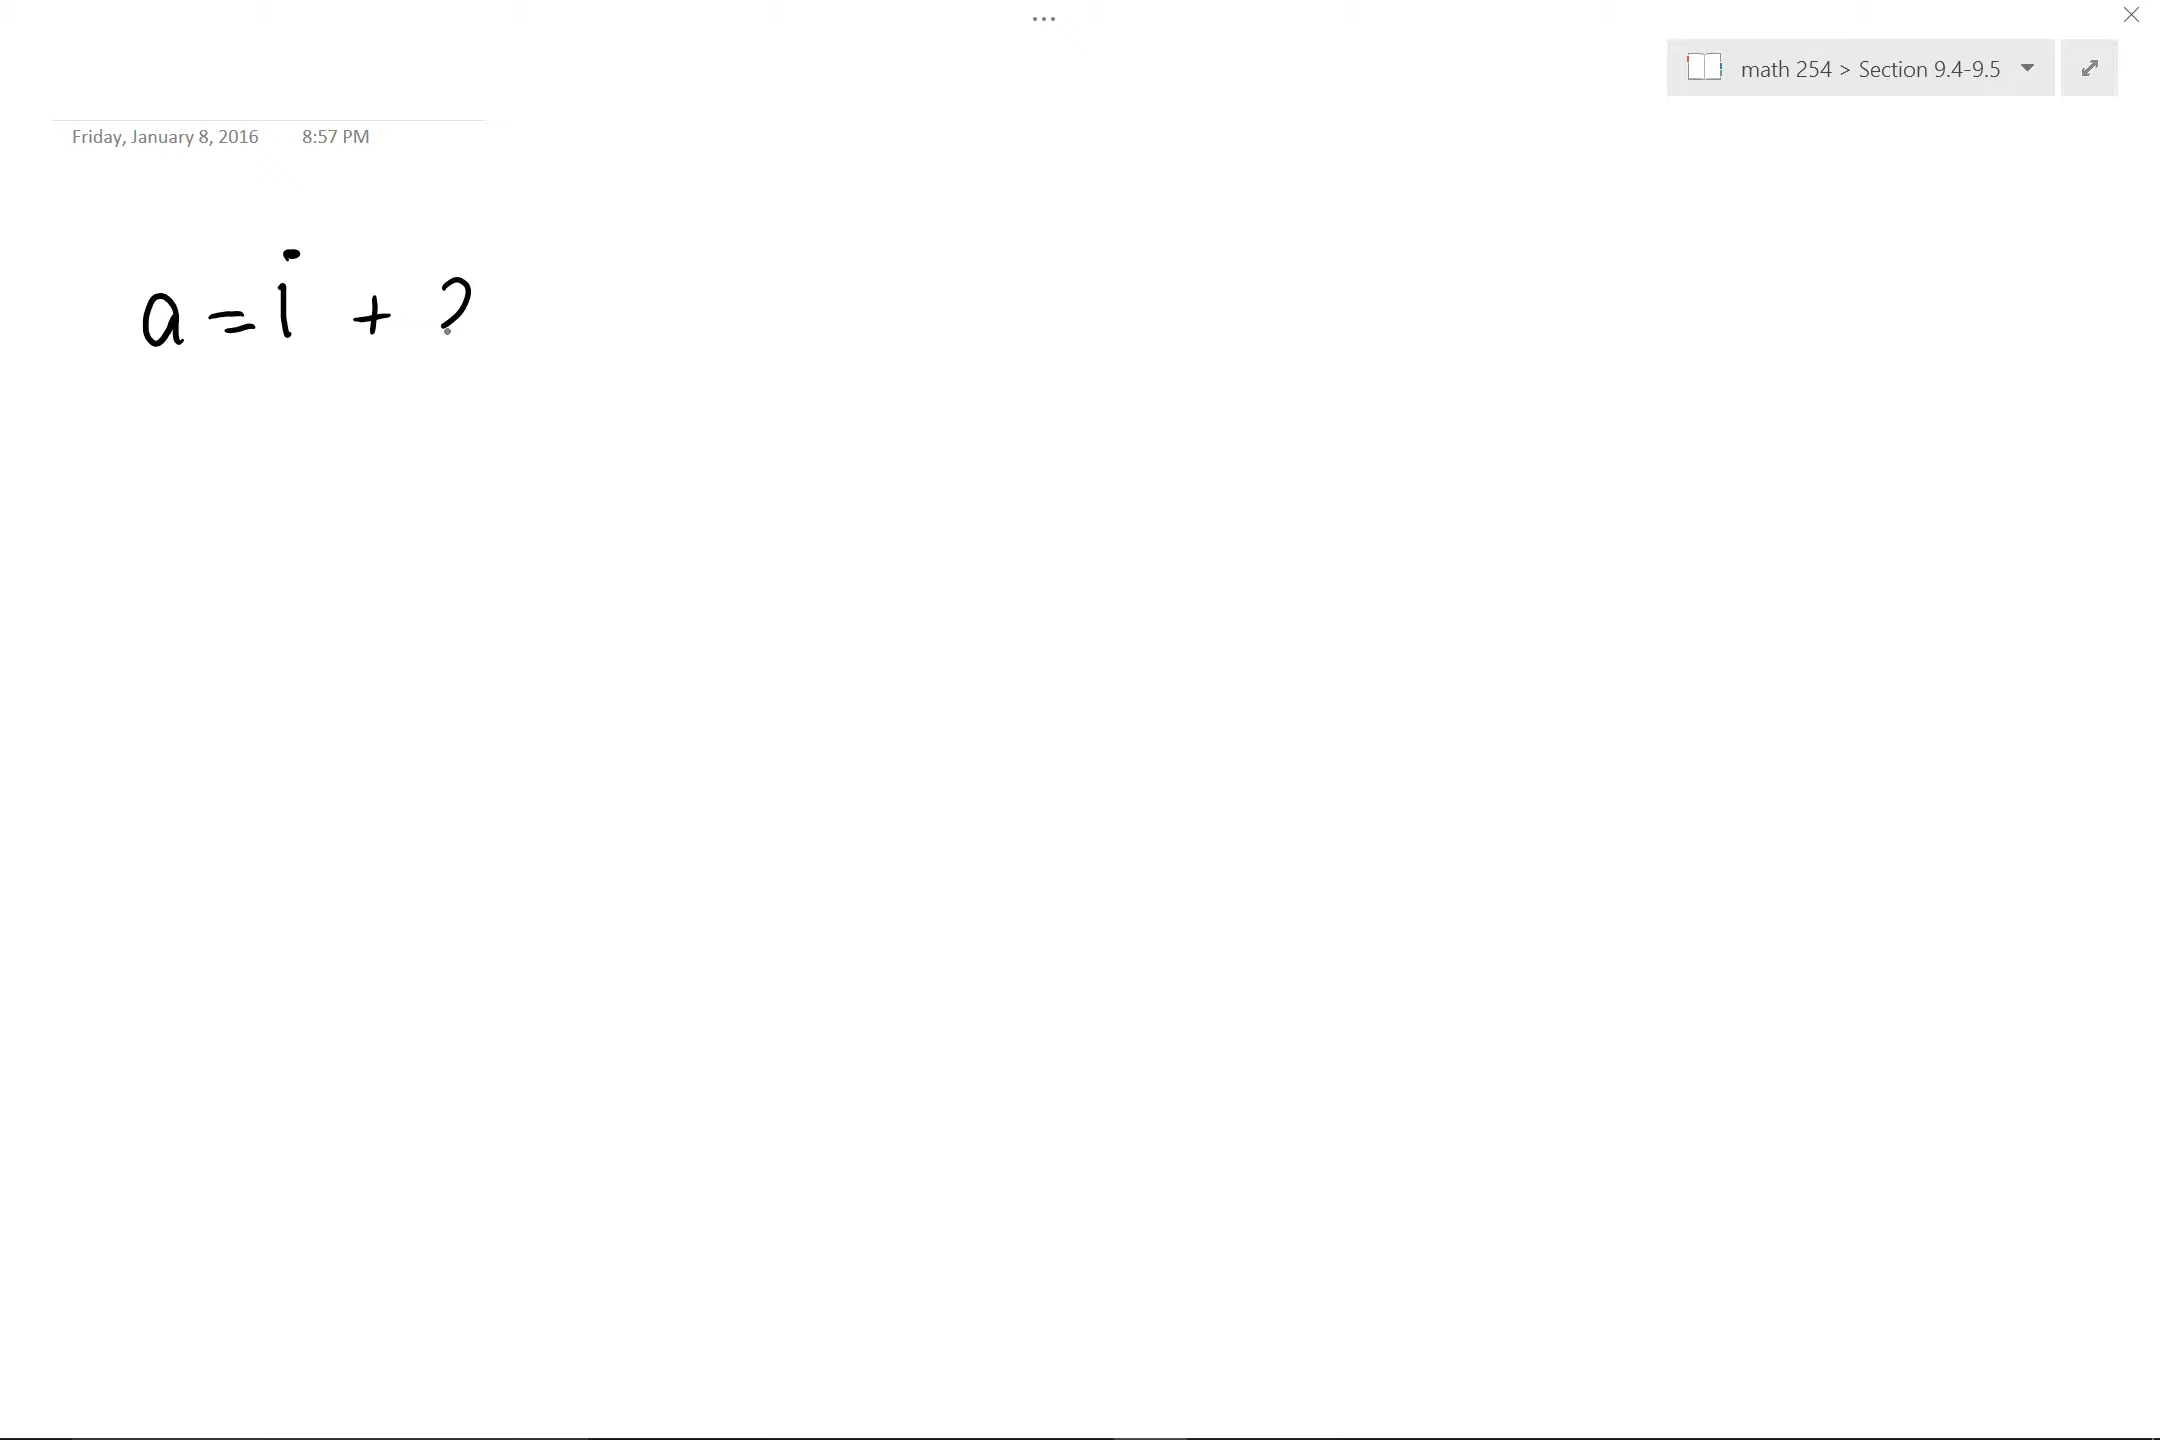 ...
math 254 > Section 9.4-9.5
Friday, January 8, 2016 8:57 PM
a = i + ?